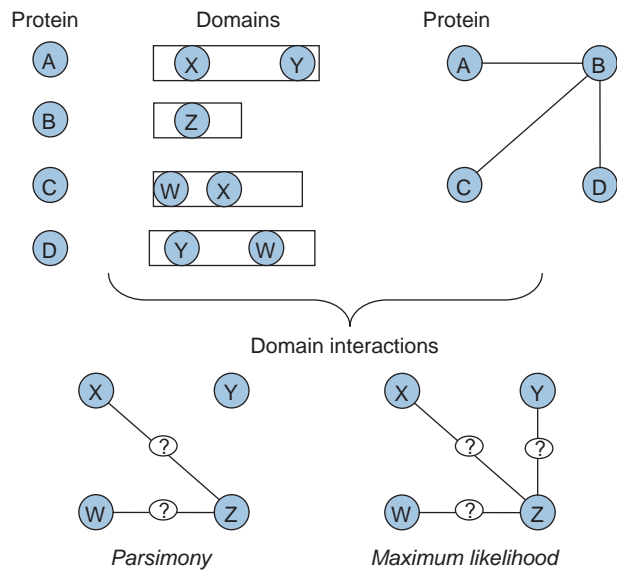 Protein Domains Protein
A X Y A B
B Z
C W X C D
D Y W
Domain interactions
X Y X Y
? ? ?
W ? Z W ? Z
Parsimony Maximum likelihood